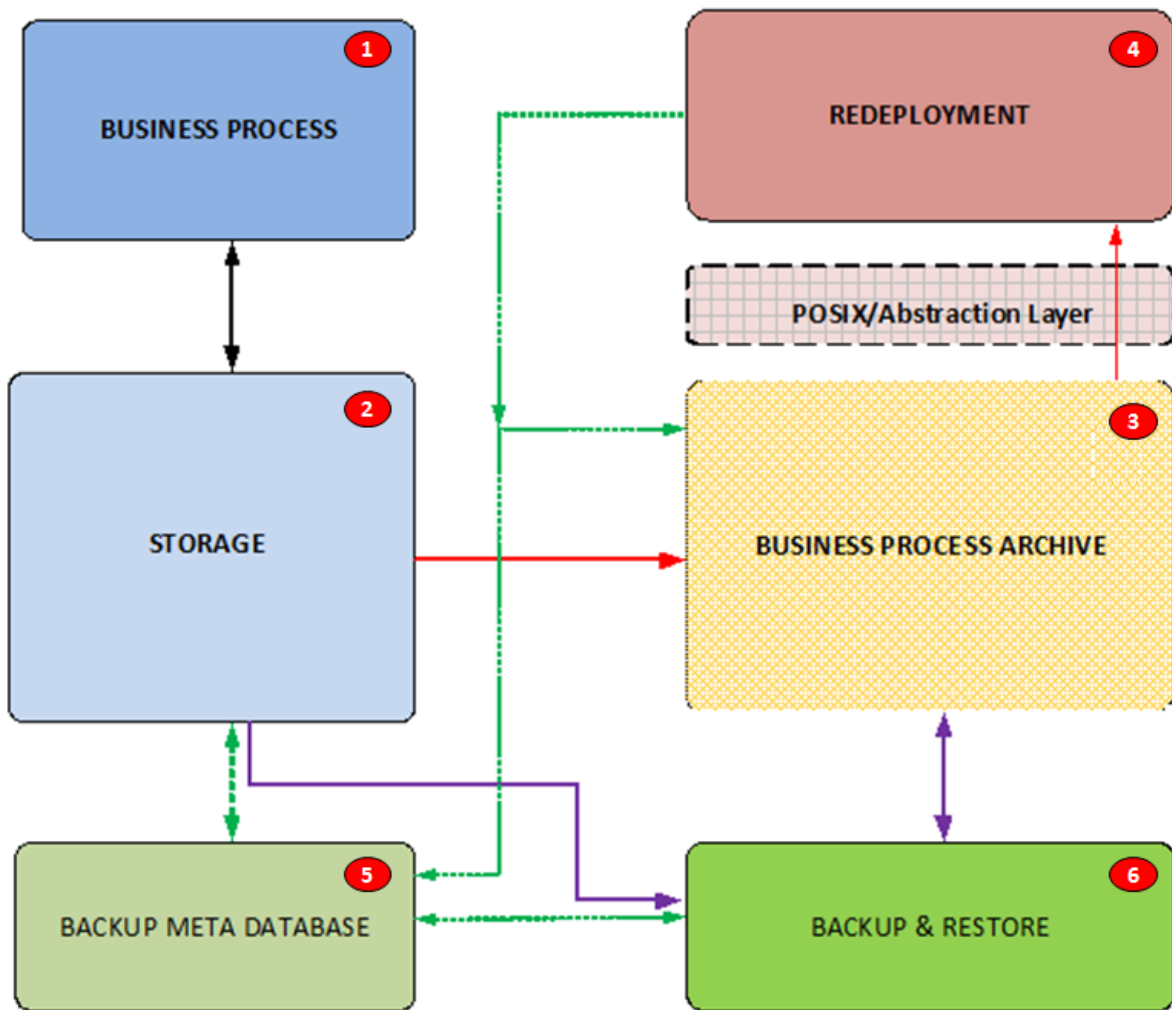 1
BUSINESS PROCESS
4
REDEPLOYMENT
POSIX/Abstraction Layer
2
STORAGE
3
BUSINESS PROCESS ARCHIVE
5
BACKUP META DATABASE
6
BACKUP & RESTORE